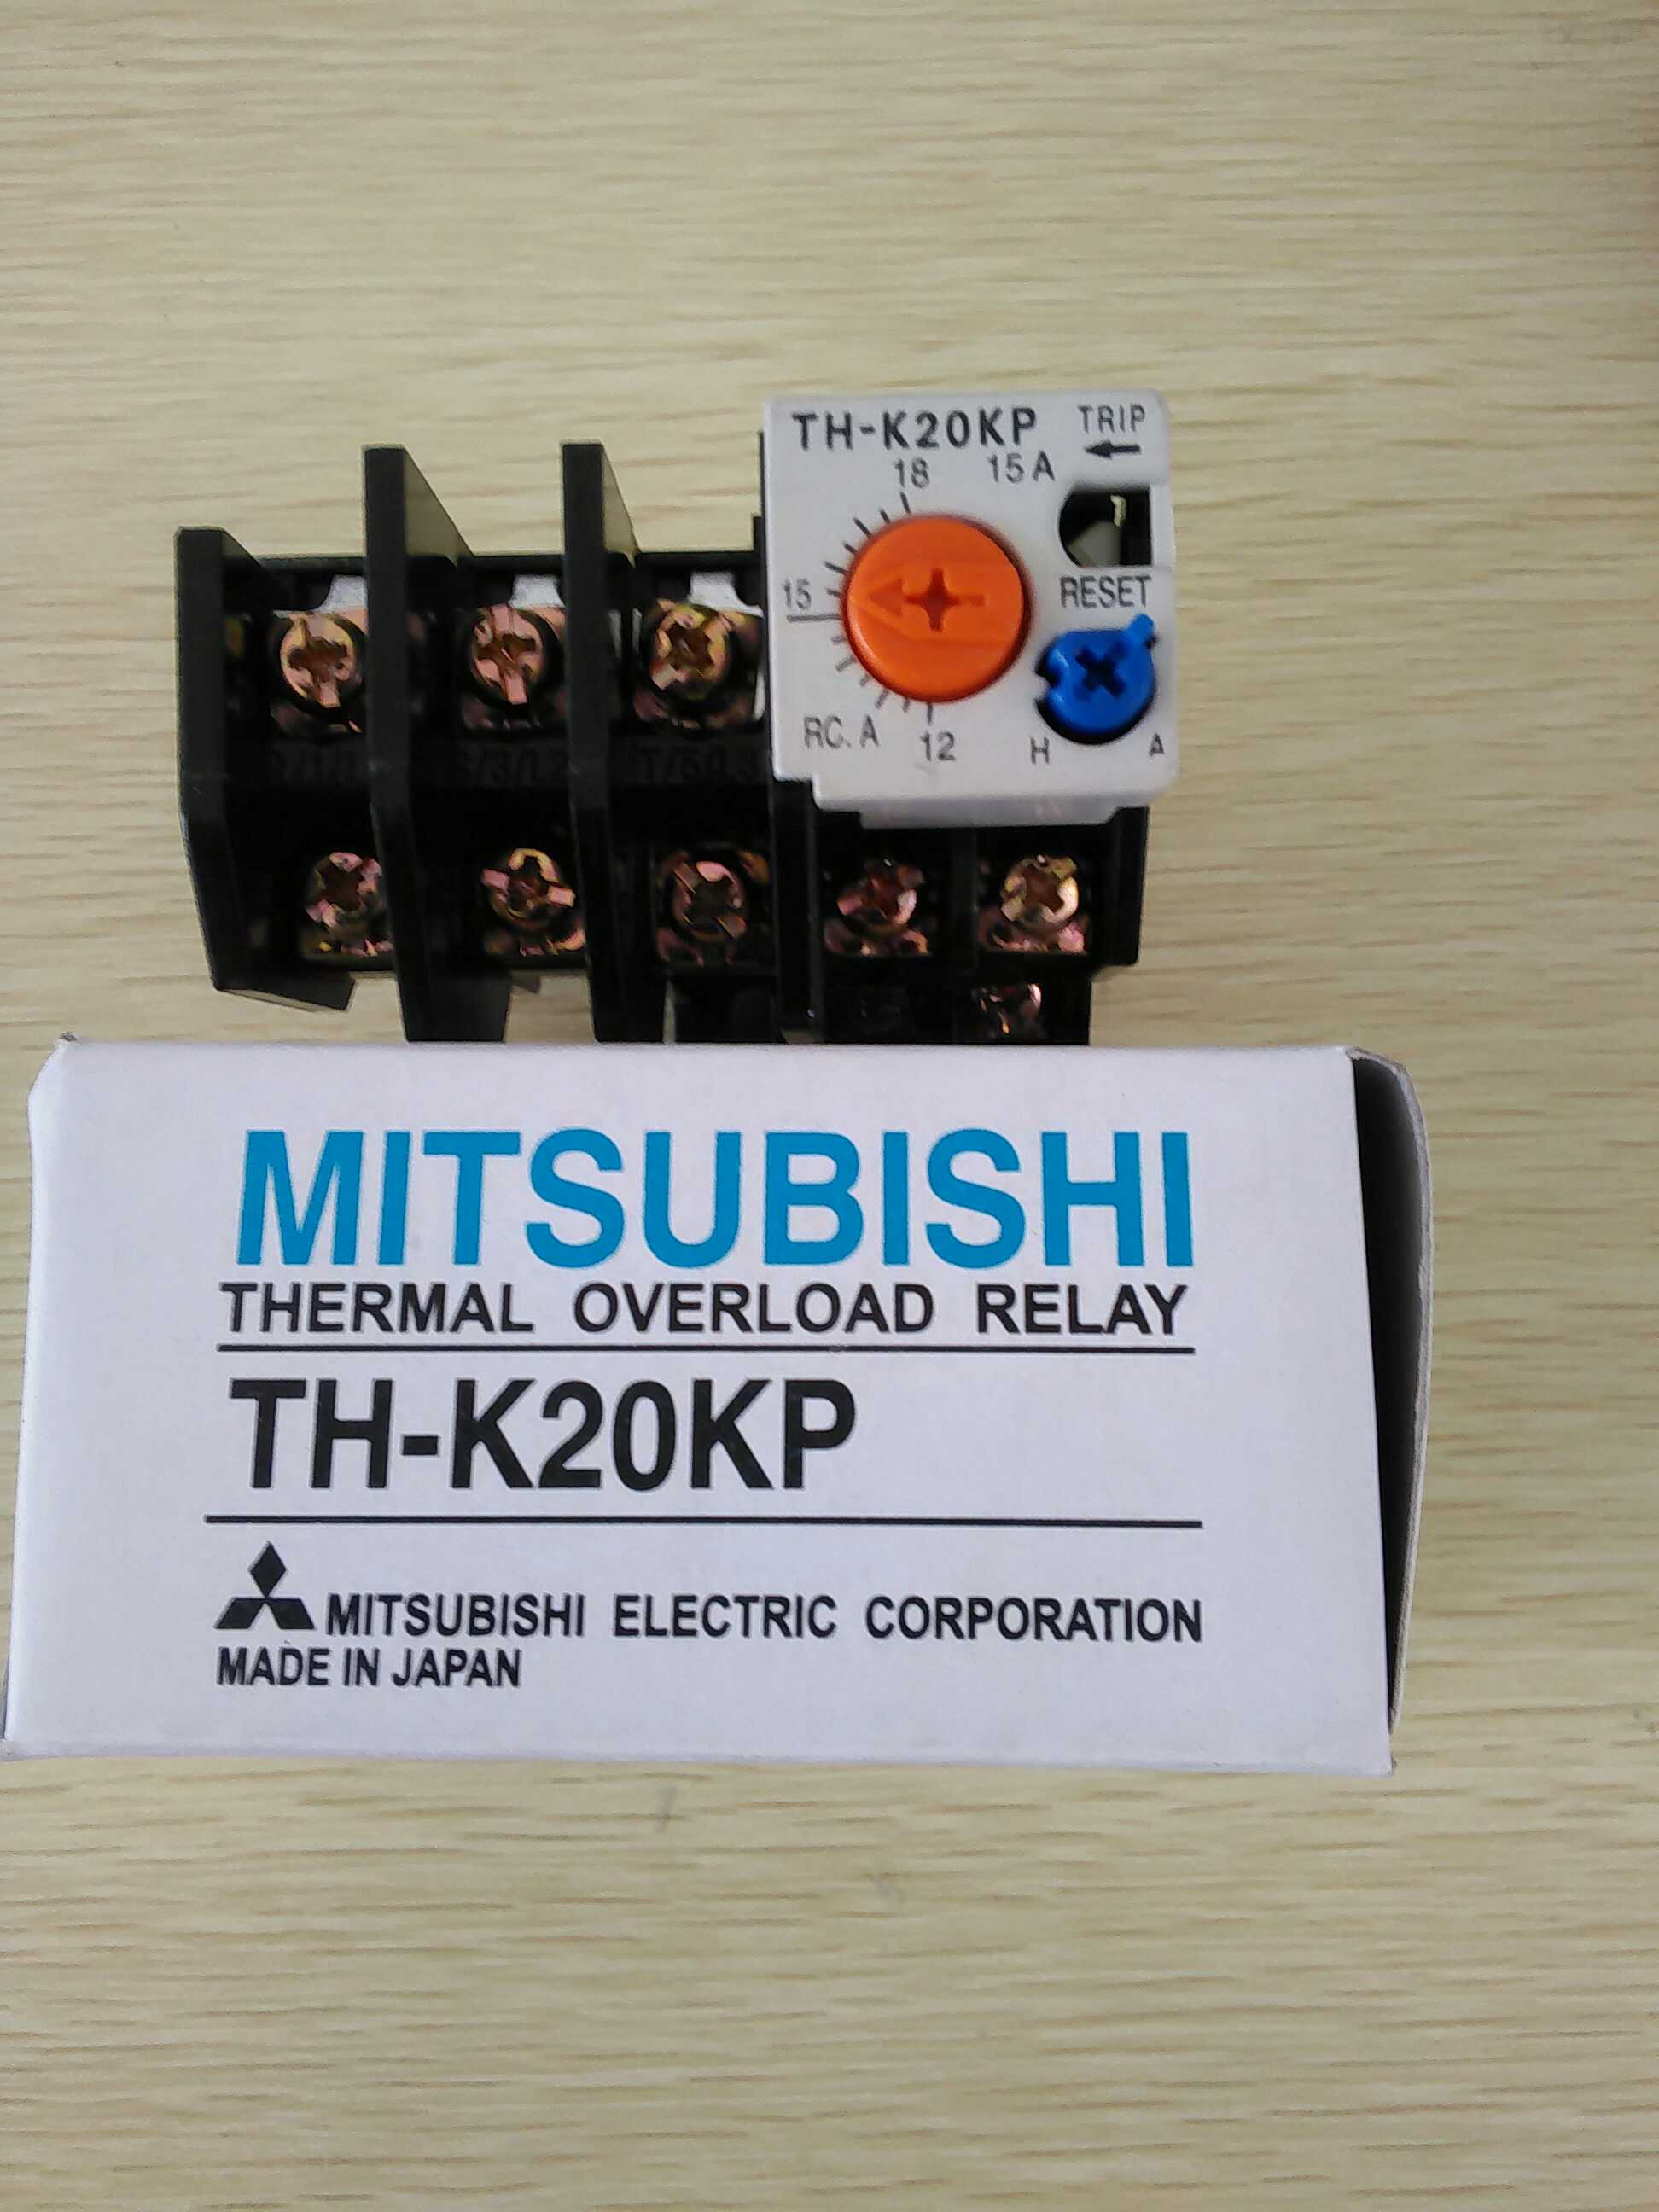 TH-K20KP
TRIP
18
15A
15
RESET
RC.A
12
H
A
MITSUBISHI
THERMAL OVERLOAD RELAY
TH-K20KP
MITSUBISHI ELECTRIC CORPORATION
MADE IN JAPAN